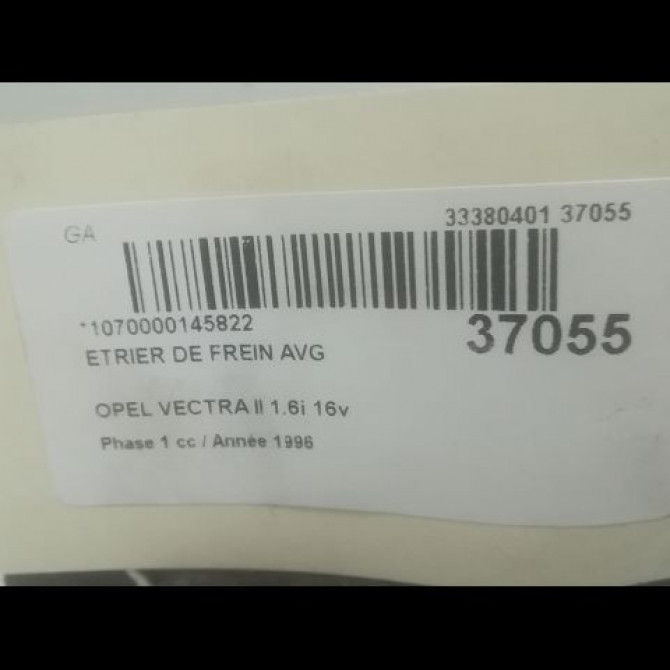 GA
33380401 37055
*1070000145822
37055
ETRIER DE FREIN AVG
OPEL VECTRA II 1.6i 16v
Phase 1 cc / Année 1996